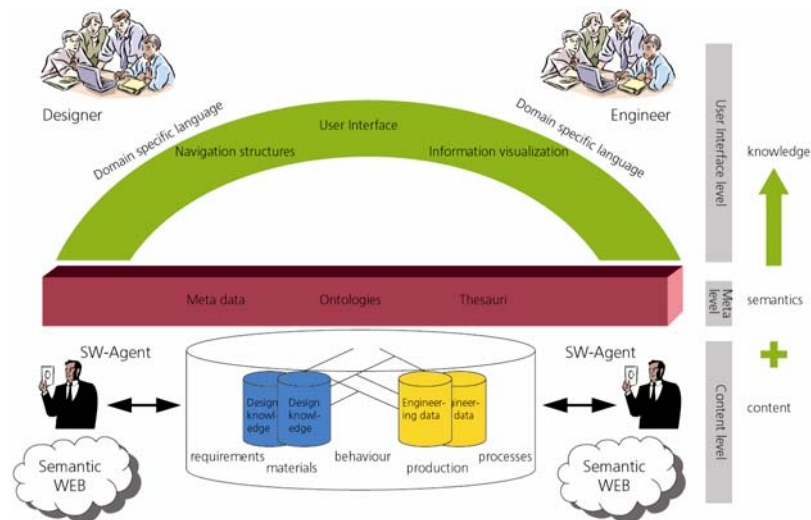 Designer
Engineer
Domain specific language
User Interface
Domain specific language
Navigation structures
Information visualization
User Interface level
knowledge
Meta data
Ontologies
Thesauri
Meta
level
semantics
SW-Agent
SW-Agent
Design
knowl-
edge
Design
knowl-
edge
Engineer-
ing data
gineer-
data
Content level
content
requirements
materials
behaviour
production
processes
Semantic
WEB
Semantic
WEB